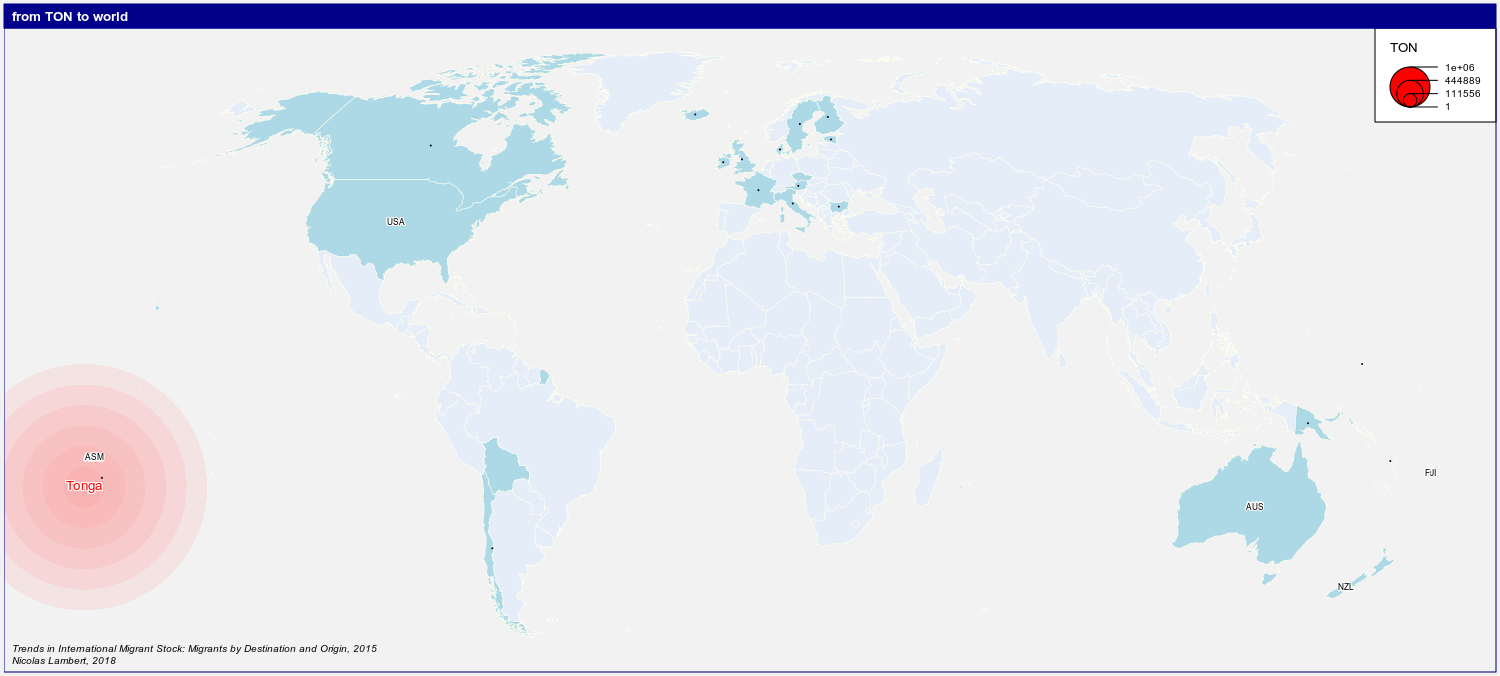 from TON to world
TON
1e+06
444889
111556
1
USA
ASM
Tonga
FJI
AUS
NZL
Trends in International Migrant Stock: Migrants by Destination and Origin, 2015
Nicolas Lambert, 2018